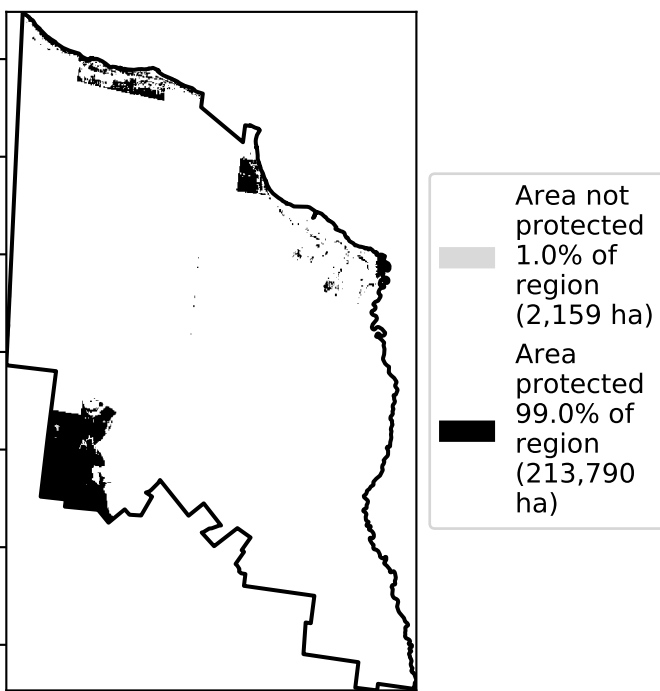 Area not
protected
1.0% of
region
(2,159 ha)
Area
protected
99.0% of
region
(213,790
ha)